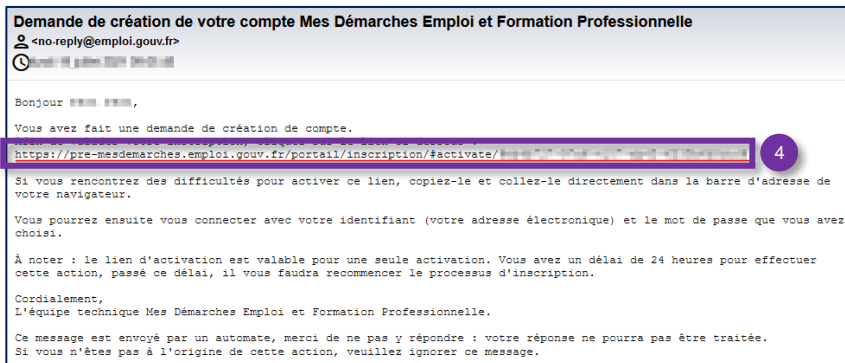 Demande de création de votre compte Mes Démarches Emploi et Formation Professionnelle
<no-reply@emploi.gouv.fr>
Bonjour
Vous avez fait une demande de création de compte.
https://pre-mesdemarches.emploi.gouv.fr/portail/inscription/#activate/
4
Si vous rencontrez des difficultés pour activer ce lien, copiez-le et collez-le directement dans la barre d'adresse de
votre navigateur.
Vous pourrez ensuite vous connecter avec votre identifiant (votre adresse électronique) et le mot de passe que vous avez
choisi.
À noter : le lien d'activation est valable pour une seule activation. Vous avez un délai de 24 heures pour effectuer
cette action, passé ce délai, il vous faudra recommencer le processus d'inscription.
Cordialement,
L'équipe technique Mes Démarches Emploi et Formation Professionnelle.
Ce message est envoyé par un automate, merci de ne pas y répondre : votre réponse ne pourra pas être traitée.
Si vous n'êtes pas à l'origine de cette action, veuillez ignorer ce message.